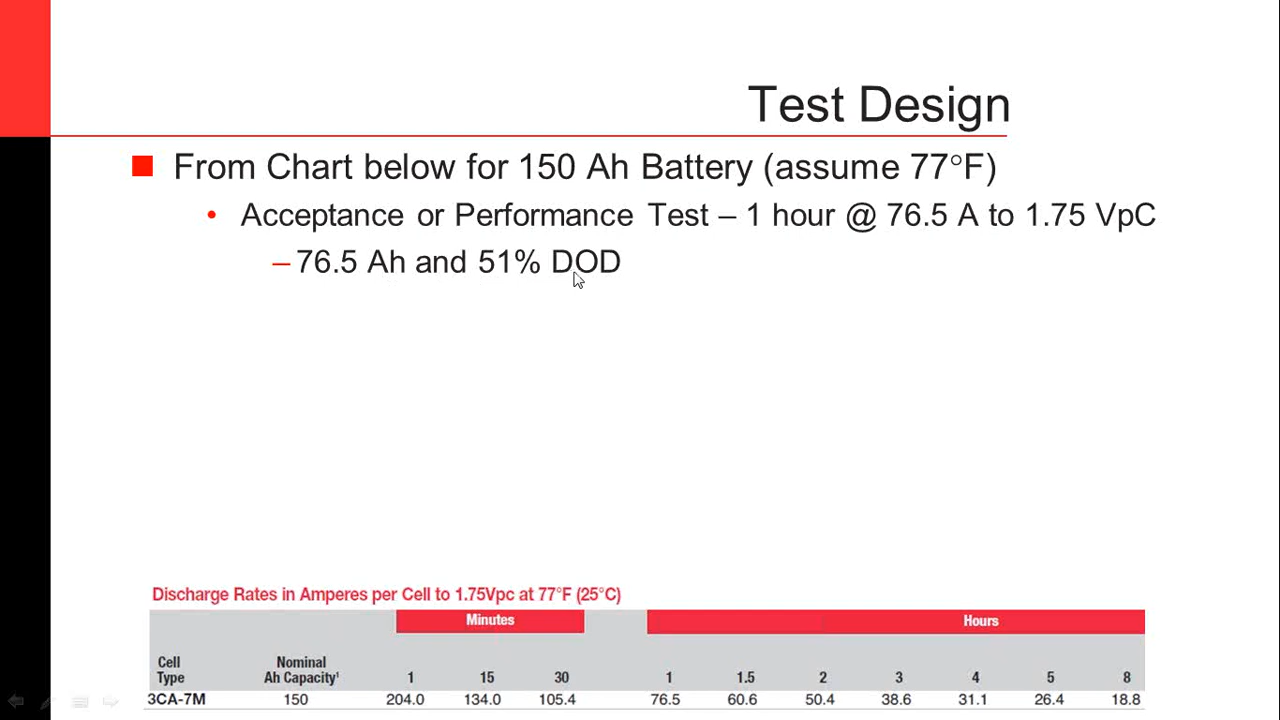 Test Design
From Chart below for 150 Ah Battery (assume 77°F)
• Acceptance or Performance Test – 1 hour @ 76.5 A to 1.75 VpC
– 76.5 Ah and 51% DOD
Discharge Rates in Amperes per Cell to 1.75Vpc at 77°F (25°C)
Minutes Hours
Cell Nominal
Type Ah Capacity¹ 1 15 30 1 1.5 2 3 4 5 8
3CA-7M 150 204.0 134.0 105.4 76.5 60.6 50.4 38.6 31.1 26.4 18.8